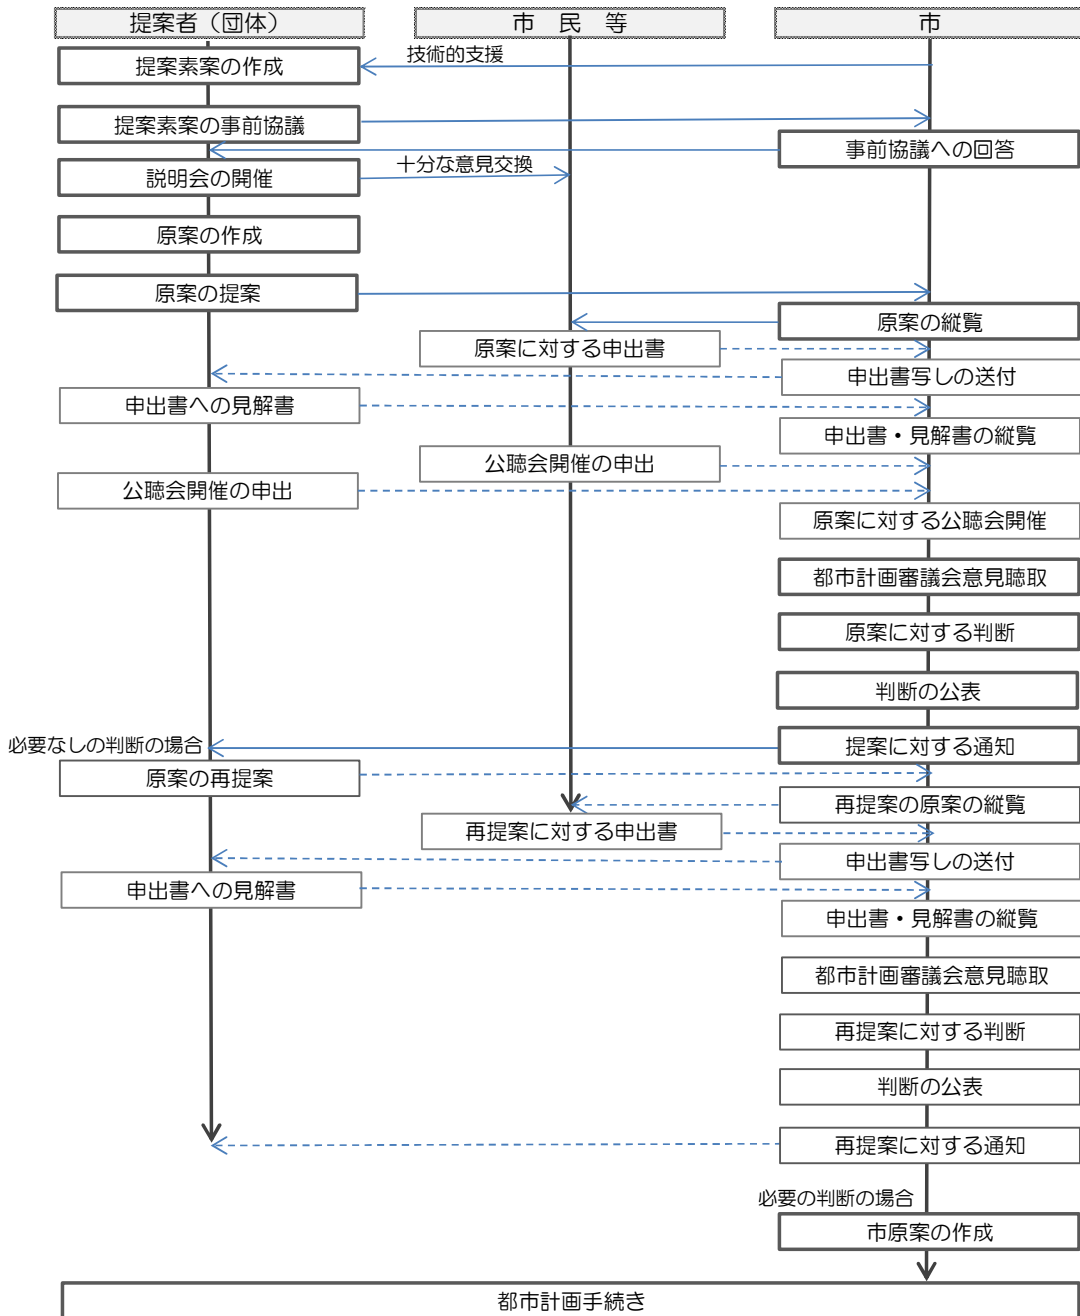 提案者（団体）
市　民　等
市
技術的支援
提案素案の作成
提案素案の事前協議
事前協議への回答
十分な意見交換
説明会の開催
原案の作成
原案の提案
原案の縦覧
原案に対する申出書
申出書写しの送付
申出書への見解書
申出書・見解書の縦覧
公聴会開催の申出
公聴会開催の申出
原案に対する公聴会開催
都市計画審議会意見聴取
原案に対する判断
判断の公表
必要なしの判断の場合
提案に対する通知
原案の再提案
再提案の原案の縦覧
再提案に対する申出書
申出書写しの送付
申出書への見解書
申出書・見解書の縦覧
都市計画審議会意見聴取
再提案に対する判断
判断の公表
再提案に対する通知
必要の判断の場合
市原案の作成
都市計画手続き